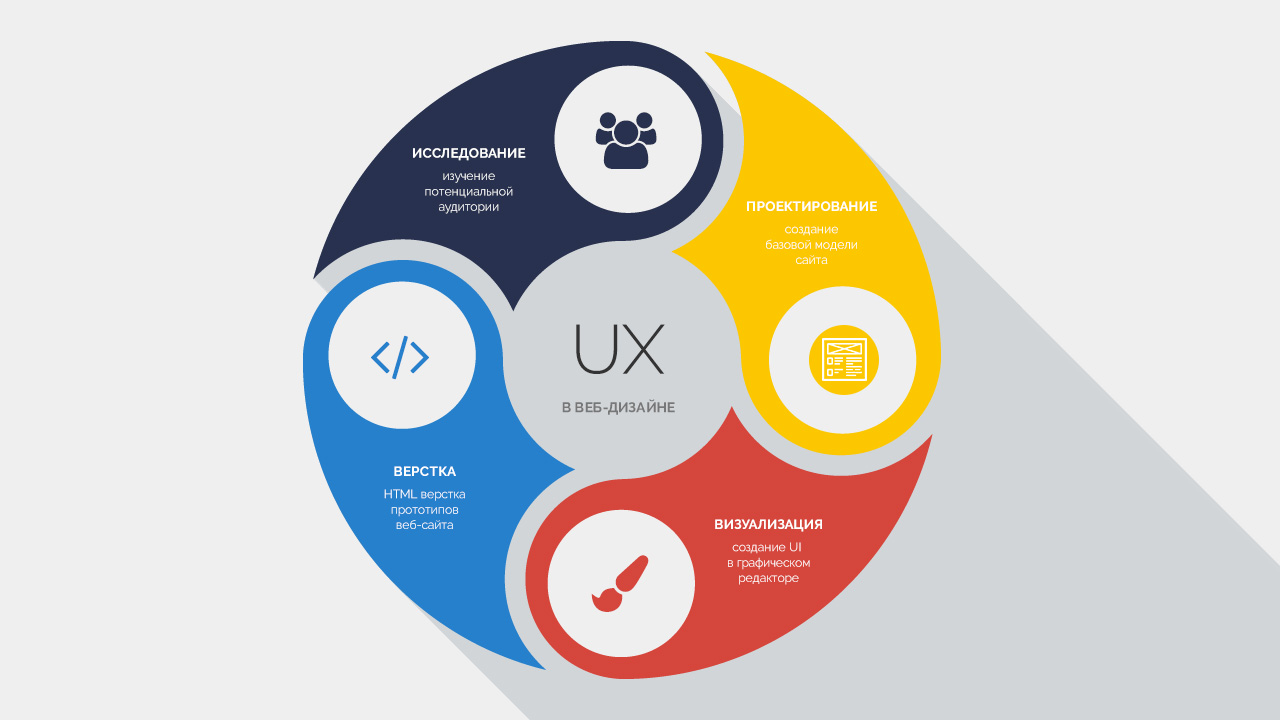 ИССЛЕДОВАНИЕ
изучение
потенциальной
аудитории
ПРОЕКТИРОВАНИЕ
создание
базовой модели
сайта
UX
В ВЕБ-ДИЗАЙНЕ
ВЕРСТКА
HTML верстка
прототипов
веб-сайта
ВИЗУАЛИЗАЦИЯ
создание UI
в графическом
редакторе